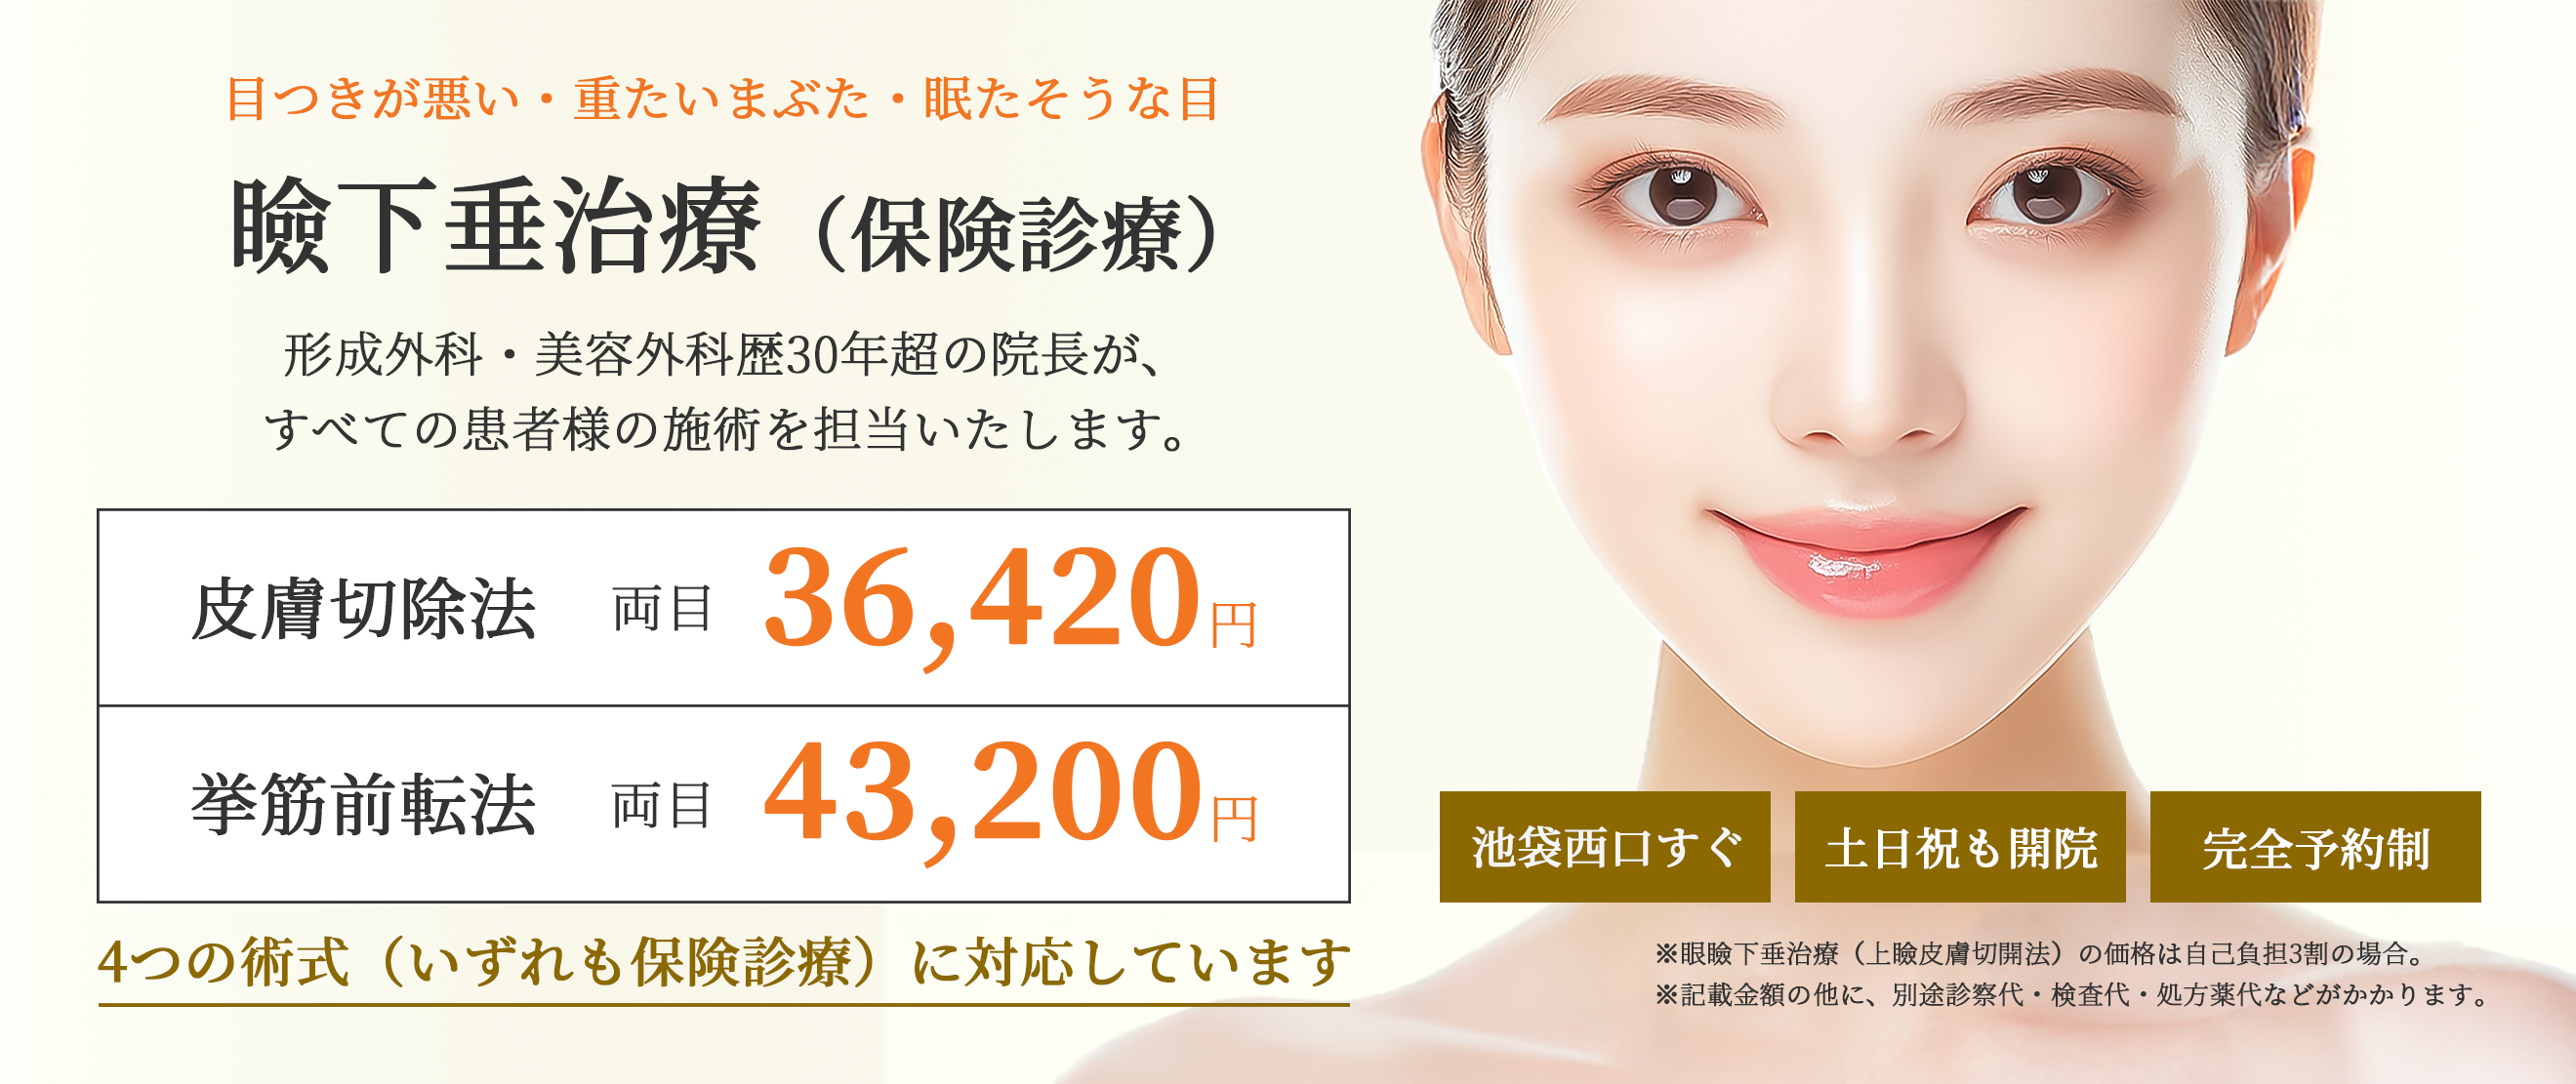 目つきが悪い・重たいまぶた・眠たそうな目
瞼下垂治療（保険診療）
形成外科・美容外科歴30年超の院長が、
すべての患者様の施術を担当いたします。
皮膚切除法 両目 36,420円
挙筋前転法 両目 43,200円
4つの術式（いずれも保険診療）に対応しています
池袋西口すぐ
土日祝も開院
完全予約制
※眼瞼下垂治療（上瞼皮膚切開法）の価格は自己負担3割の場合。
※記載金額の他に、別途診察代・検査代・処方薬代などがかかります。